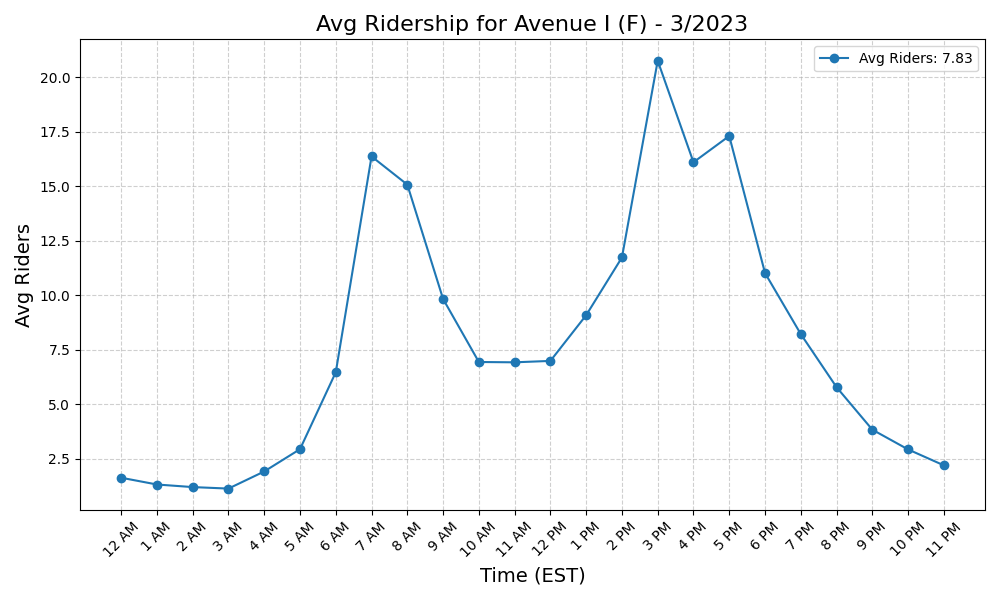 Avg Ridership for Avenue I (F) - 3/2023
Avg Riders: 7.83
Avg Riders
20.0
17.5
15.0
12.5
10.0
7.5
5.0
2.5
12 AM
1 AM
2 AM
3 AM
4 AM
5 AM
6 AM
7 AM
8 AM
9 AM
10 AM
11 AM
12 PM
1 PM
2 PM
3 PM
4 PM
5 PM
6 PM
7 PM
8 PM
9 PM
10 PM
11 PM
Time (EST)